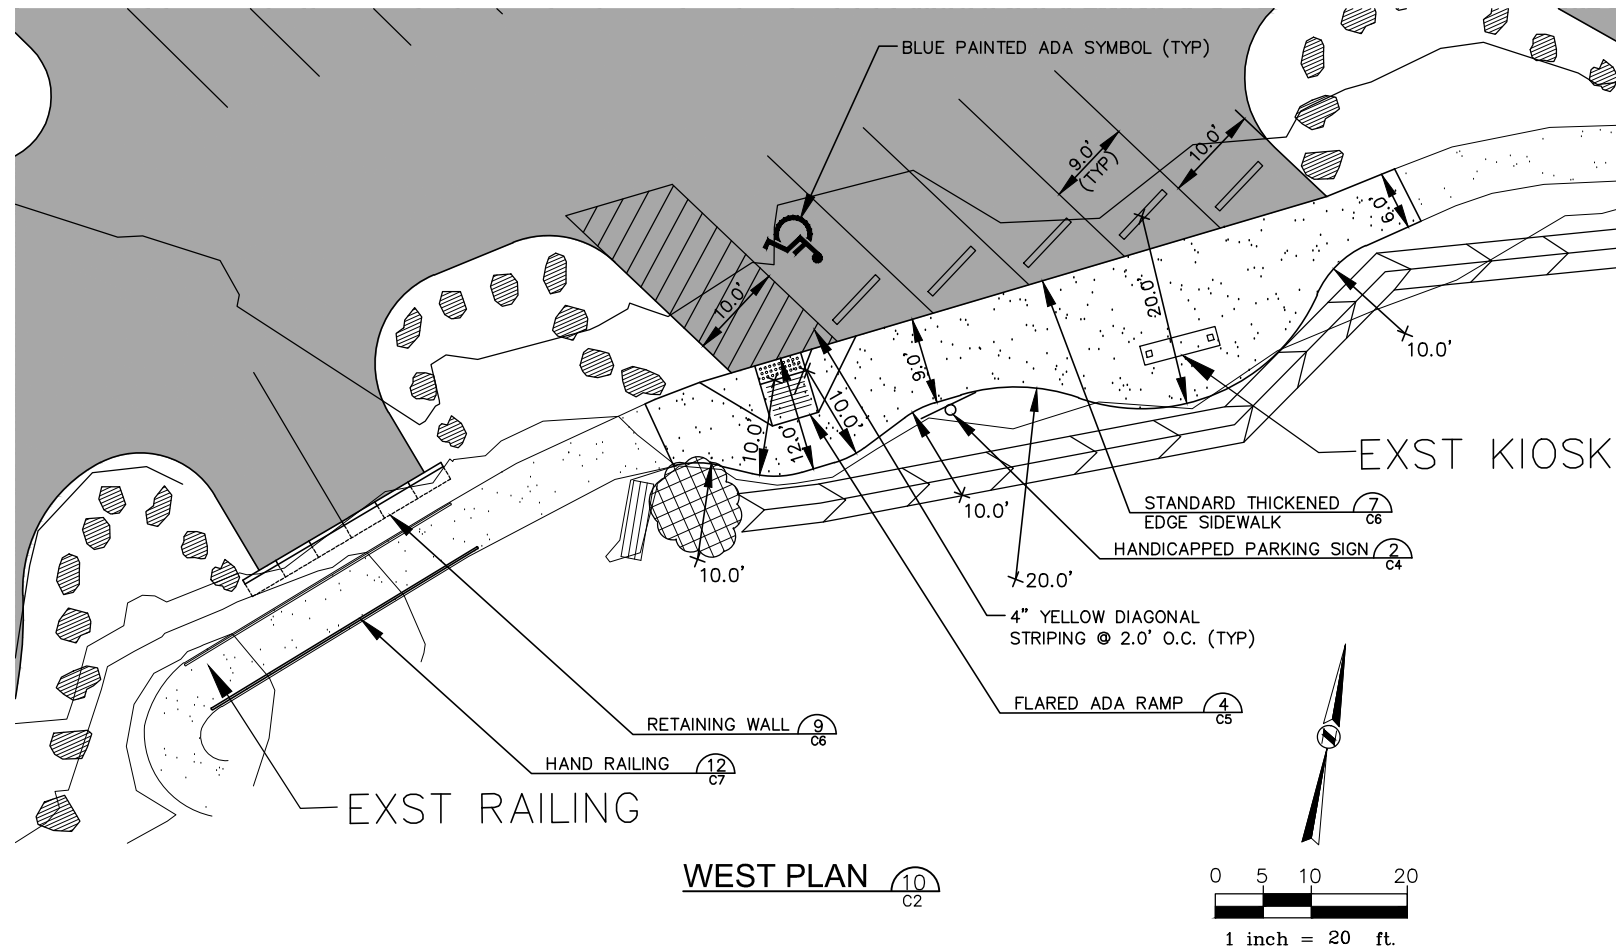 BLUE PAINTED ADA SYMBOL (TYP)
9.0'
(TYP)
10.0'
6.0'
10.0'
20.0'
10.0'
9.0'
10.0'
12.0'
10.0'
EXST KIOSK
10.0'
STANDARD THICKENED
EDGE SIDEWALK
7
C6
HANDICAPPED PARKING SIGN
2
C4
10.0'
20.0'
4" YELLOW DIAGONAL
STRIPING @ 2.0' O.C. (TYP)
FLARED ADA RAMP
4
C5
RETAINING WALL
9
C6
HAND RAILING
12
C7
EXST RAILING
WEST PLAN
10
C2
0 5 10 20
1 inch = 20 ft.